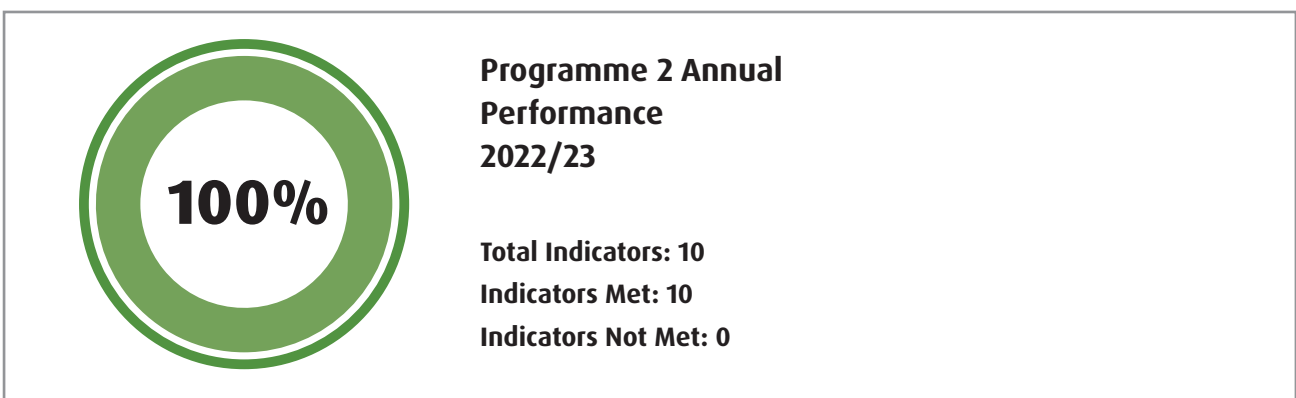 100%
Programme 2 Annual
Performance
2022/23
Total Indicators: 10
Indicators Met: 10
Indicators Not Met: 0